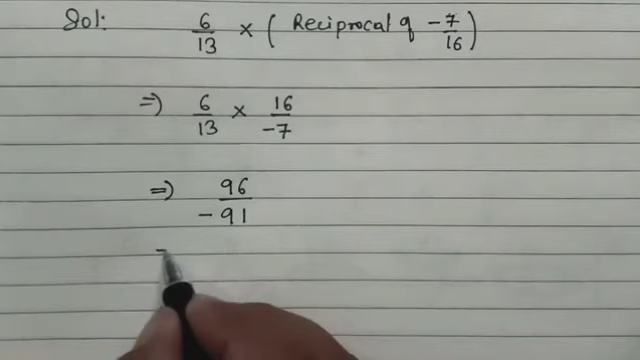 Sol: 6/13 × ( Reciprocal of -7/16 )
=) 6/13 × 16/-7
=) 96/-91